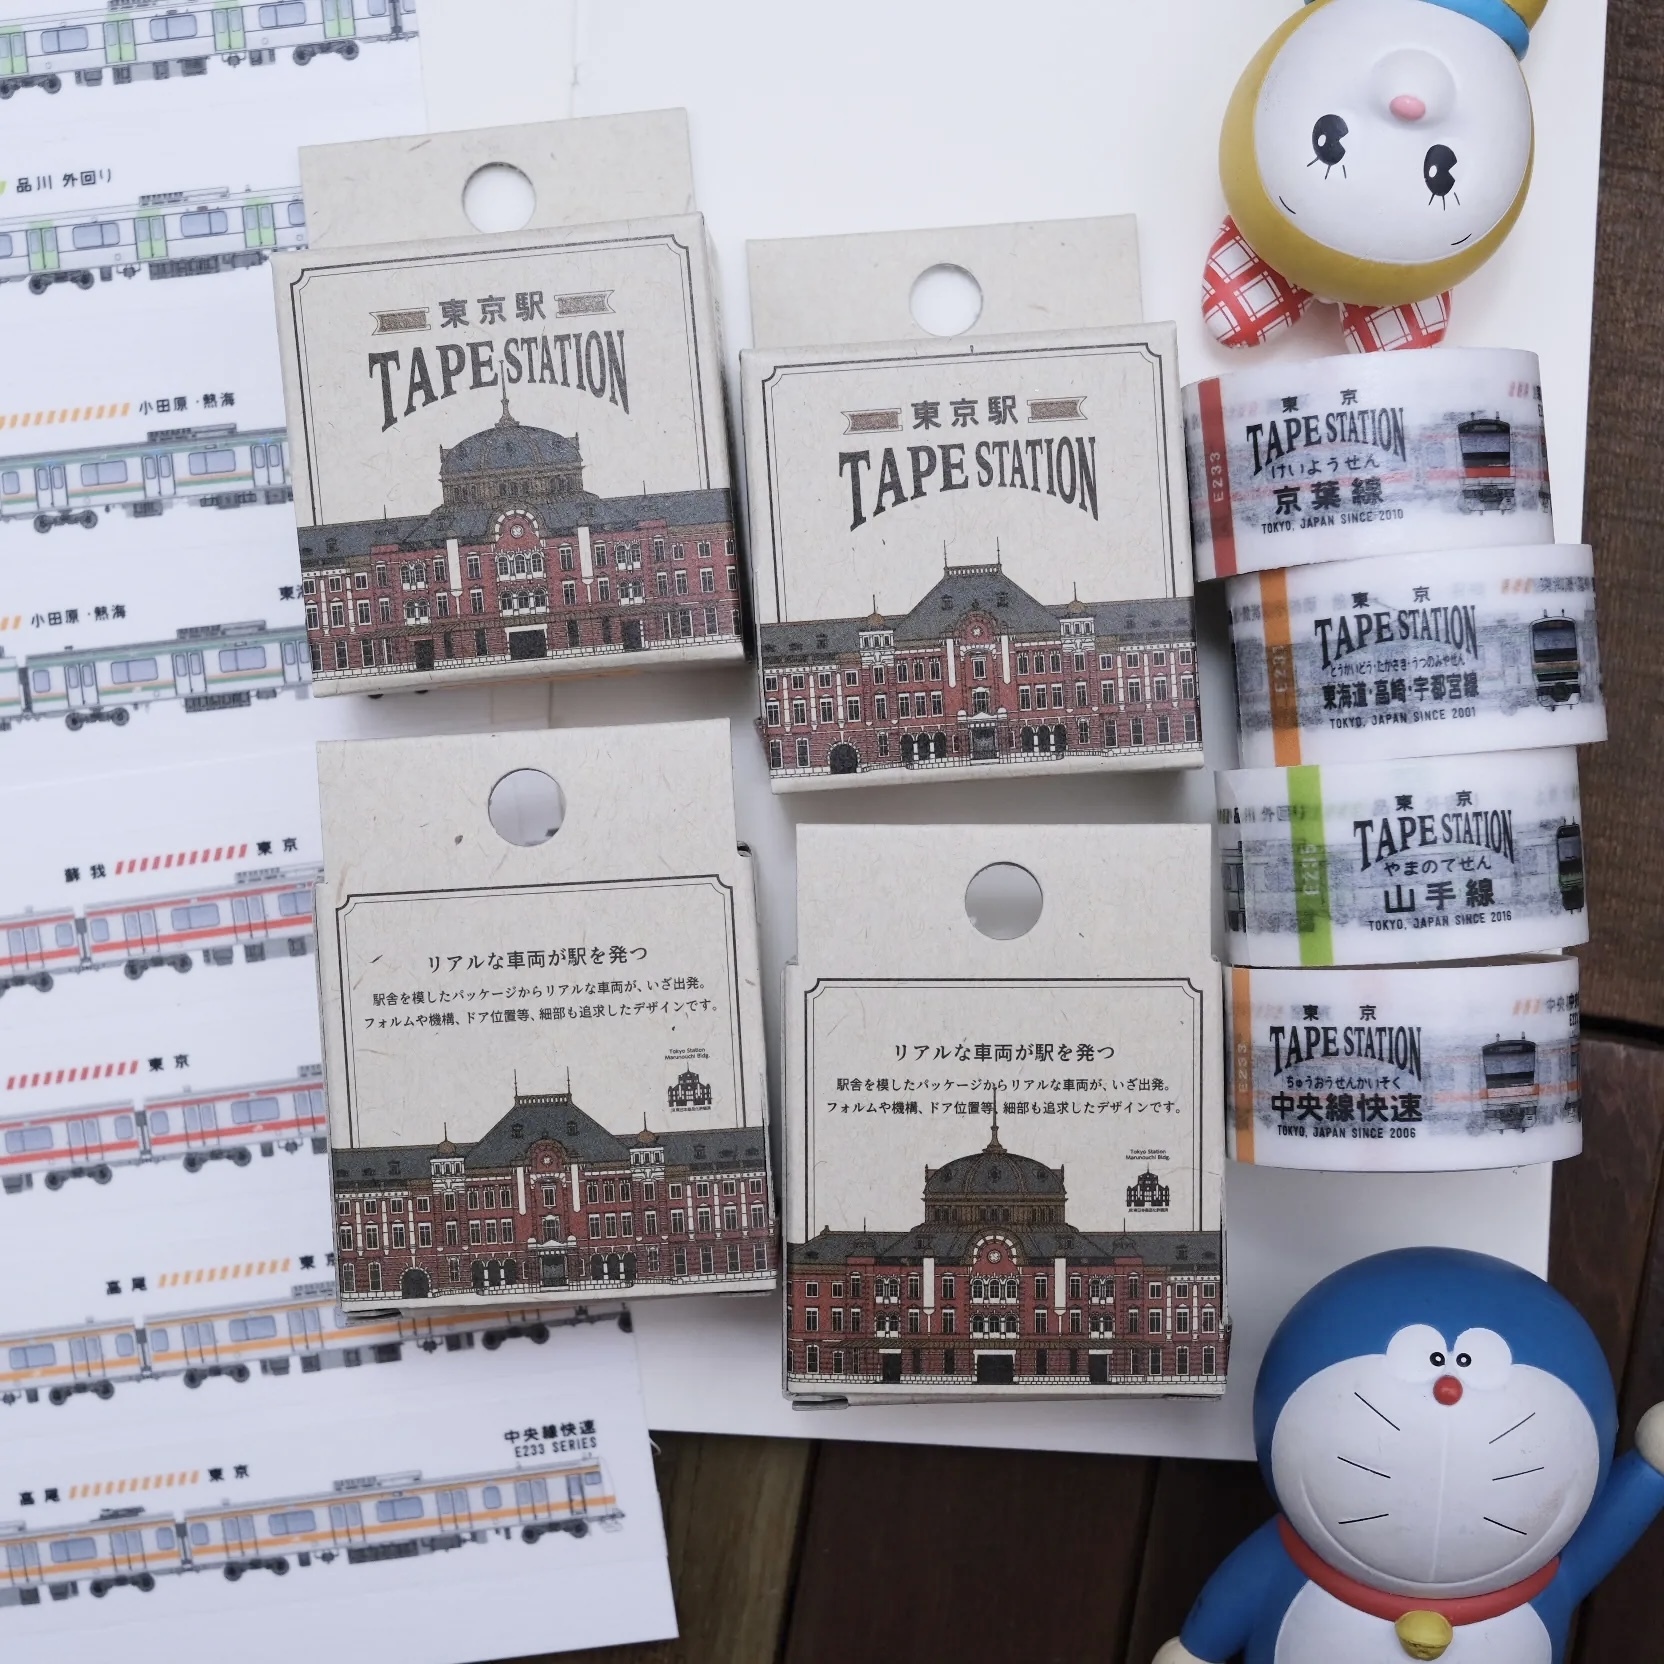 品川 外回り
小田原・熱海
小田原・熱海
蘇我
東京
東京
高尾
中央線快速
E233 SERIES
高尾
東京
東京駅
TAPE STATION
東京駅
TAPE STATION
リアルな車両が駅を発つ
駅舎を模したパッケージからリアルな車両が、いざ出発。
フォルムや機構、ドア位置等、細部も追求したデザインです。
Tokyo Station
Marunouchi Bldg.
リアルな車両が駅を発つ
駅舎を模したパッケージからリアルな車両が、いざ出発。
フォルムや機構、ドア位置等、細部も追求したデザインです。
Tokyo Station
Marunouchi Bldg.
E233
東京
TAPE STATION
けいようせん
京葉線
TOKYO, JAPAN SINCE 2010
東京
TAPE STATION
とうかいどう・たかさき・うつのみやせん
東海道・高崎・宇都宮線
TOKYO, JAPAN SINCE 2001
外回り
東京
TAPE STATION
やまのてせん
山手線
TOKYO, JAPAN SINCE 2016
E233
東京
TAPE STATION
ちゅうおうせんかいそく
中央線快速
TOKYO, JAPAN SINCE 2006